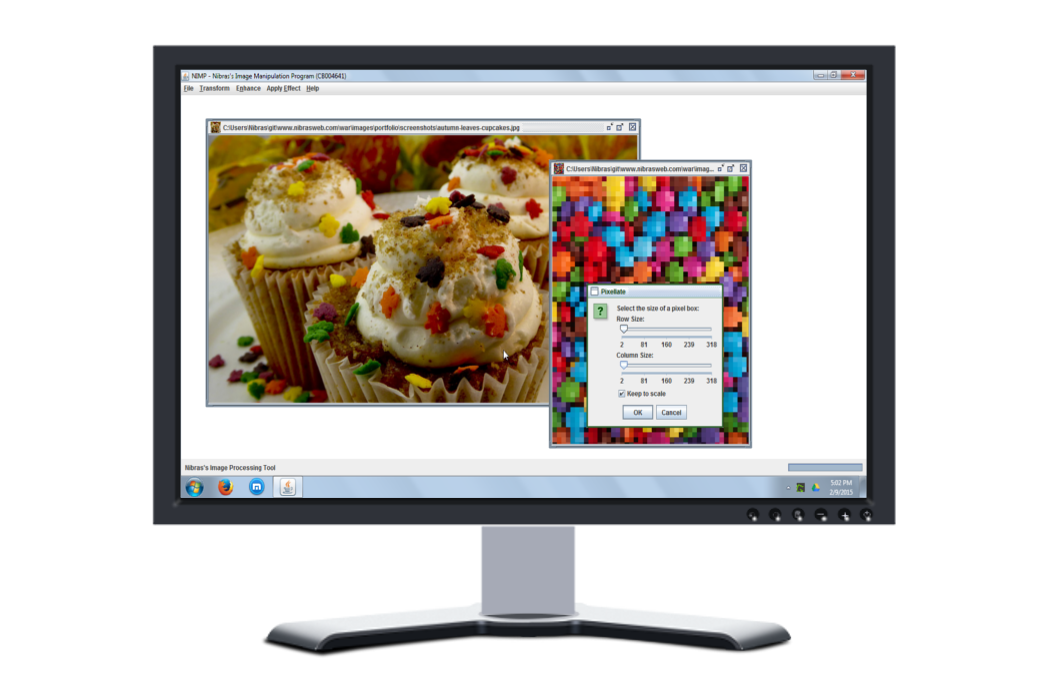 NIMP - Nibras's Image Manipulation Program (CB004641)
File Transform Enhance Apply Effect Help
C:\Users\Nibras\git\www.nibrasweb.com\war\images\portfolio\screenshots\autumn-leaves-cupcakes.jpg
C:\Users\Nibras\git\www.nibrasweb.com\war\imag...
Pixellate
?
Select the size of a pixel box:
Row Size:
2 81 160 239 318
Column Size:
2 81 160 239 318
Keep to scale
OK Cancel
Nibras's Image Processing Tool
5:02 PM
2/9/2015